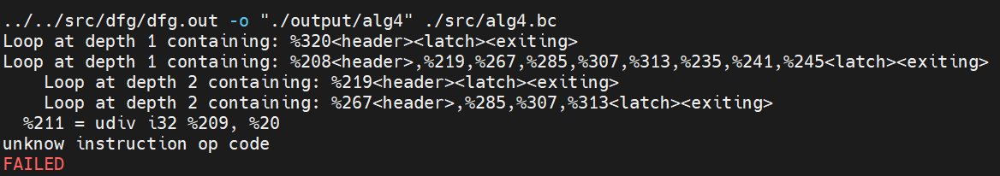 ../../src/dfg/dfg.out -o "./output/alg4" ./src/alg4.bc
Loop at depth 1 containing: %320<header><latch><exiting>
Loop at depth 1 containing: %208<header>,%219,%267,%285,%307,%313,%235,%241,%245<latch><exiting>
    Loop at depth 2 containing: %219<header><latch><exiting>
    Loop at depth 2 containing: %267<header>,%285,%307,%313<latch><exiting>
  %211 = udiv i32 %209, %20
unknow instruction op code
FAILED